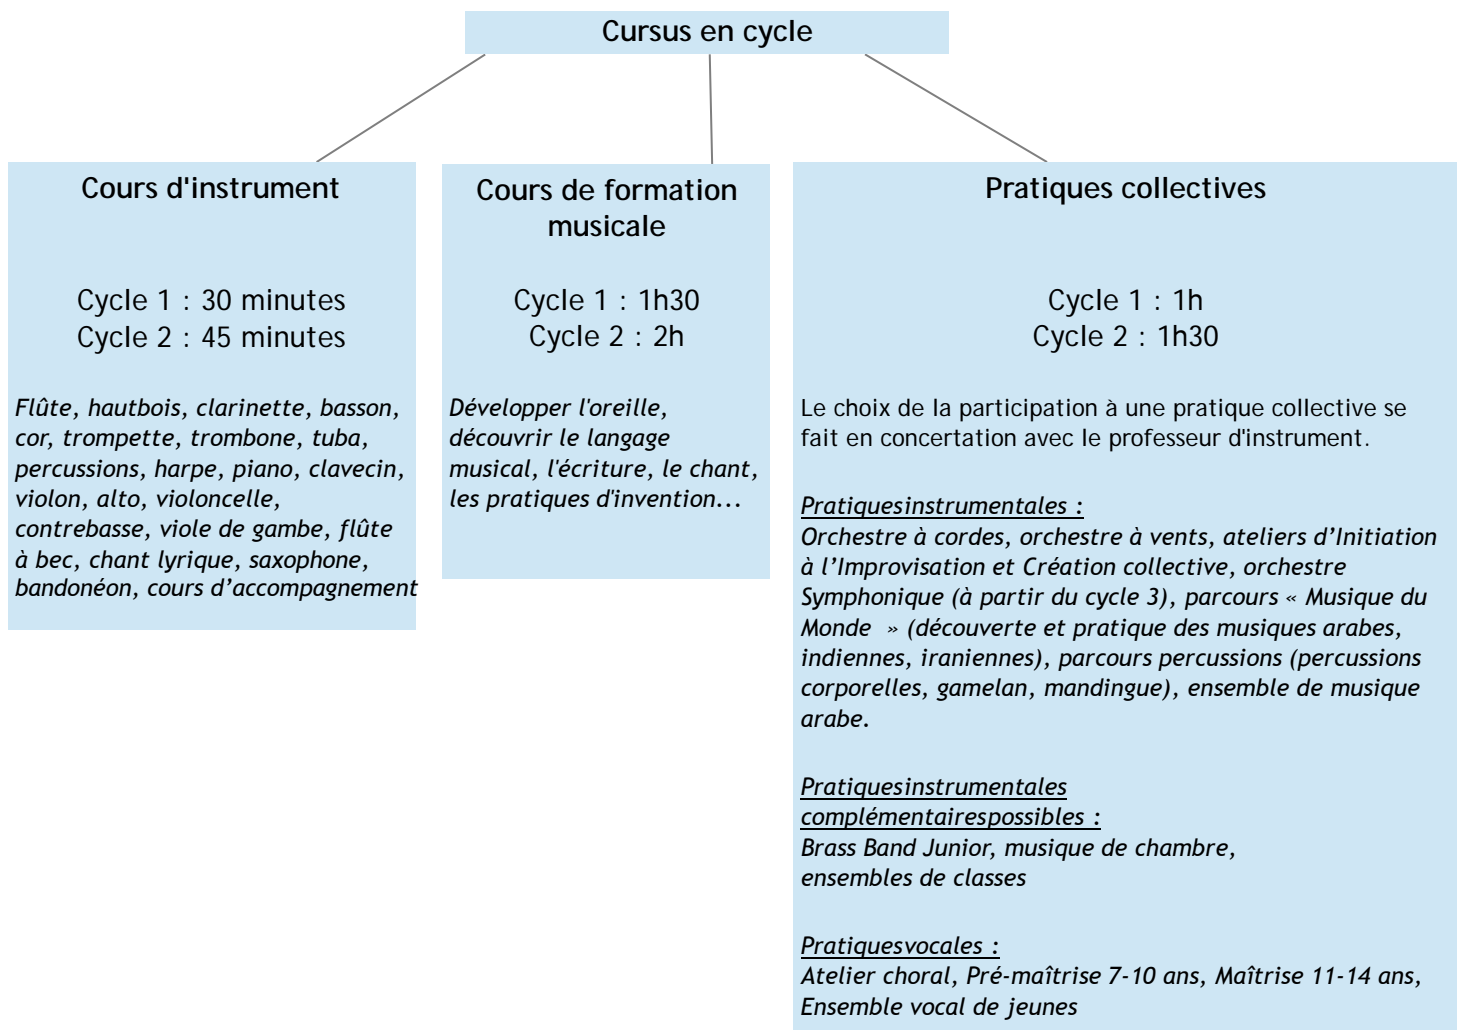 Cursus en cycle
Cours d'instrument
Cycle 1 : 30 minutes
Cycle 2 : 45 minutes
Flûte, hautbois, clarinette, basson,
cor, trompette, trombone, tuba,
percussions, harpe, piano, clavecin,
violon, alto, violoncelle,
contrebasse, viole de gambe, flûte
à bec, chant lyrique, saxophone,
bandonéon, cours d’accompagnement
Cours de formation
musicale
Cycle 1 : 1h30
Cycle 2 : 2h
Développer l'oreille,
découvrir le langage
musical, l'écriture, le chant,
les pratiques d'invention...
Pratiques collectives
Cycle 1 : 1h
Cycle 2 : 1h30
Le choix de la participation à une pratique collective se
fait en concertation avec le professeur d'instrument.
Pratiquesinstrumentales :
Orchestre à cordes, orchestre à vents, ateliers d’Initiation
à l’Improvisation et Création collective, orchestre
Symphonique (à partir du cycle 3), parcours « Musique du
Monde » (découverte et pratique des musiques arabes,
indiennes, iraniennes), parcours percussions (percussions
corporelles, gamelan, mandingue), ensemble de musique
arabe.
Pratiquesinstrumentales
complémentairespossibles :
Brass Band Junior, musique de chambre,
ensembles de classes
Pratiquesvocales :
Atelier choral, Pré-maîtrise 7-10 ans, Maîtrise 11-14 ans,
Ensemble vocal de jeunes